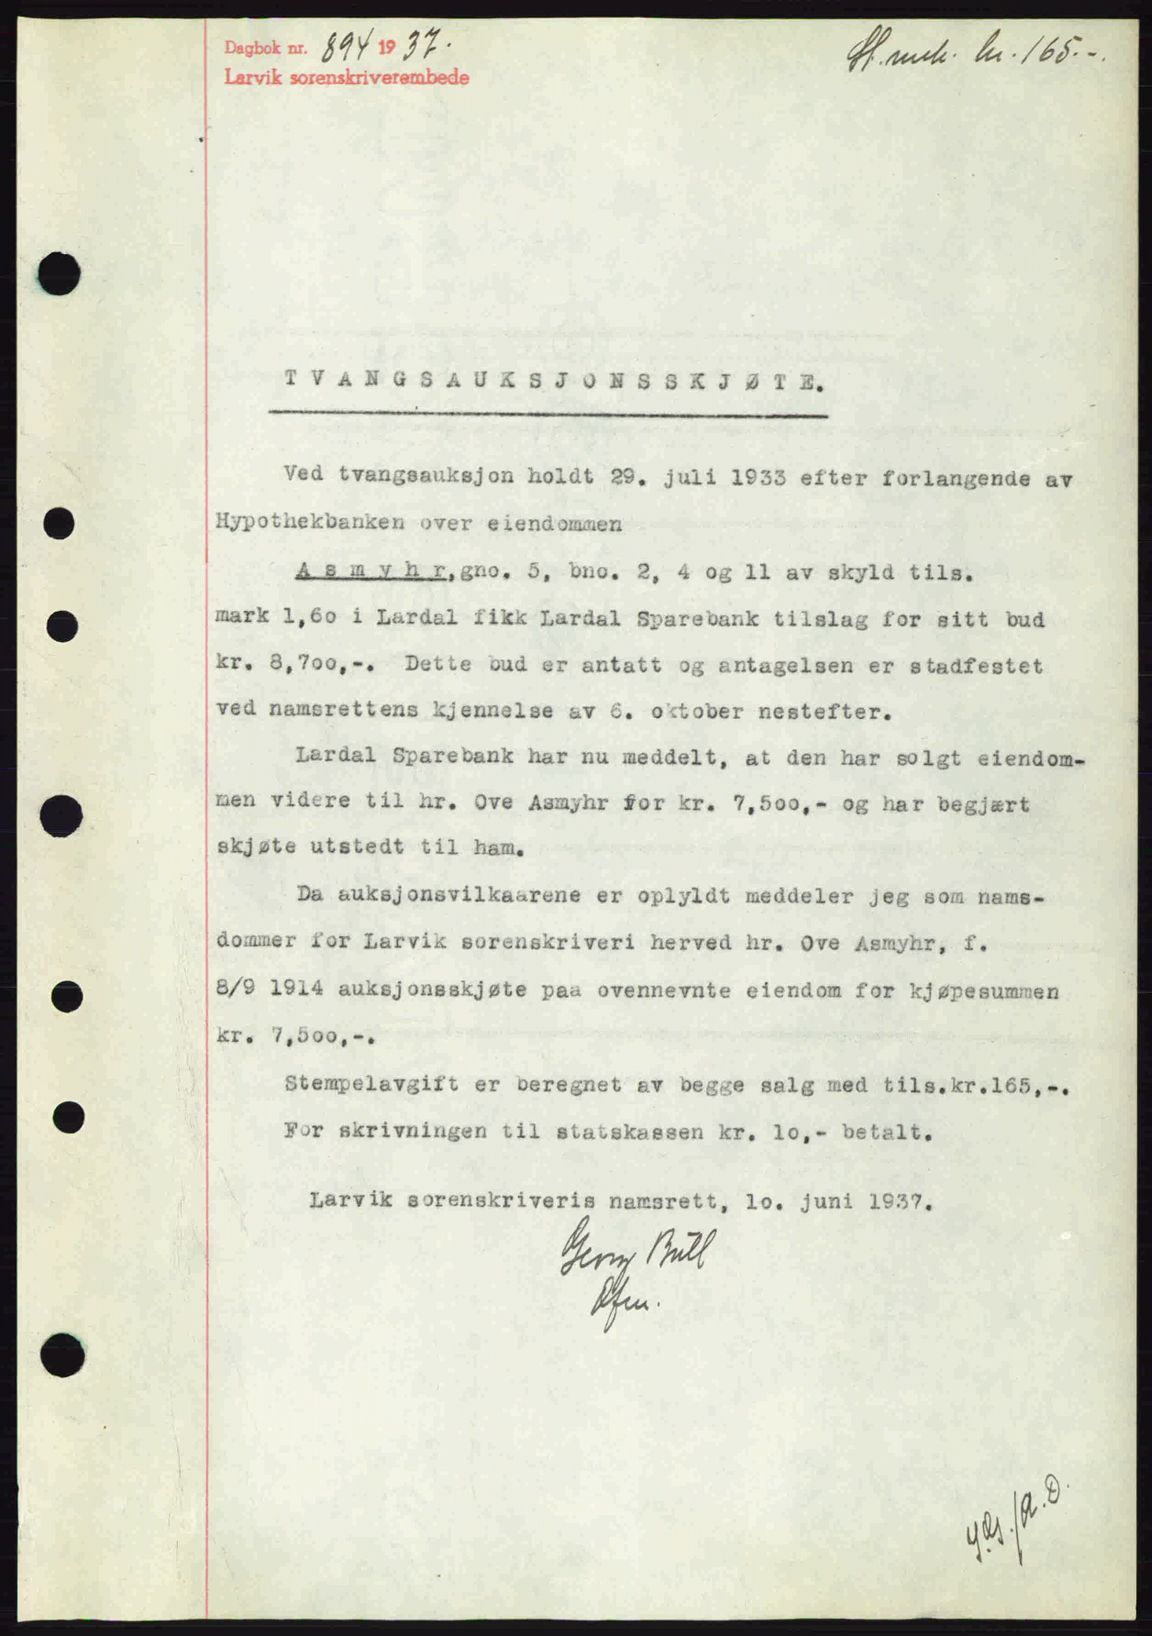 Dagbok nr. 894 1937.
Larvik sorenskriverembede
St. merk. kr. 165.-.
TVANGSAUKSJONSSKJØTE.
Ved tvangsauksjon holdt 29. juli 1933 efter forlangende av
Hypothekbanken over eiendommen
Asmyhr, gno. 5, bno. 2, 4 og 11 av skyld tils.
mark 1,60 i Lardal fikk Lardal Sparebank tilslag for sitt bud
kr. 8,700,-. Dette bud er antatt og antagelsen er stadfestet
ved namsrettens kjennelse av 6. oktober nestefter.
Lardal Sparebank har nu meddelt, at den har solgt eiendom-
men videre til hr. Ove Asmyhr for kr. 7,500,- og har begjært
skjøte utstedt til ham.
Da auksjonsvilkaarene er oplyldt meddeler jeg som nams-
dommer for Larvik sorenskriveri herved hr. Ove Asmyhr, f.
8/9 1914 auksjonsskjøte paa ovennevnte eiendom for kjøpesummen
kr. 7,500,-.
Stempelavgift er beregnet av begge salg med tils.kr.165,-.
For skrivningen til statskassen kr. 10,- betalt.
Larvik sorenskriveris namsrett, 10. juni 1937.
Georg Bull